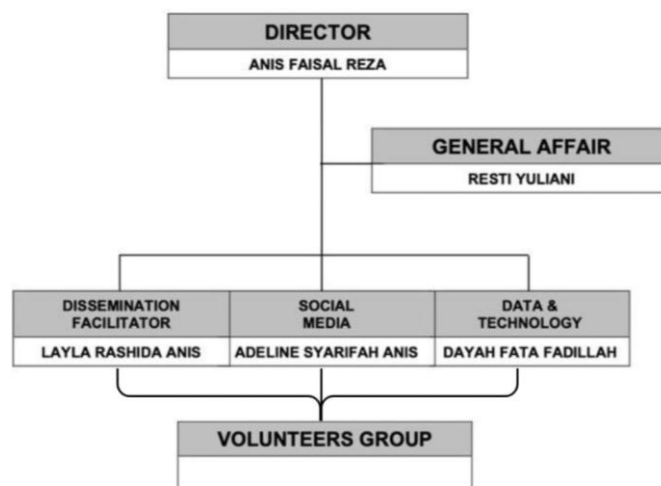 DIRECTOR
ANIS FAISAL REZA
GENERAL AFFAIR
RESTI YULIANI
DISSEMINATION
FACILITATOR
LAYLA RASHIDA ANIS
SOCIAL
MEDIA
ADELINE SYARIFAH ANIS
DATA &
TECHNOLOGY
DAYAH FATA FADILLAH
VOLUNTEERS GROUP